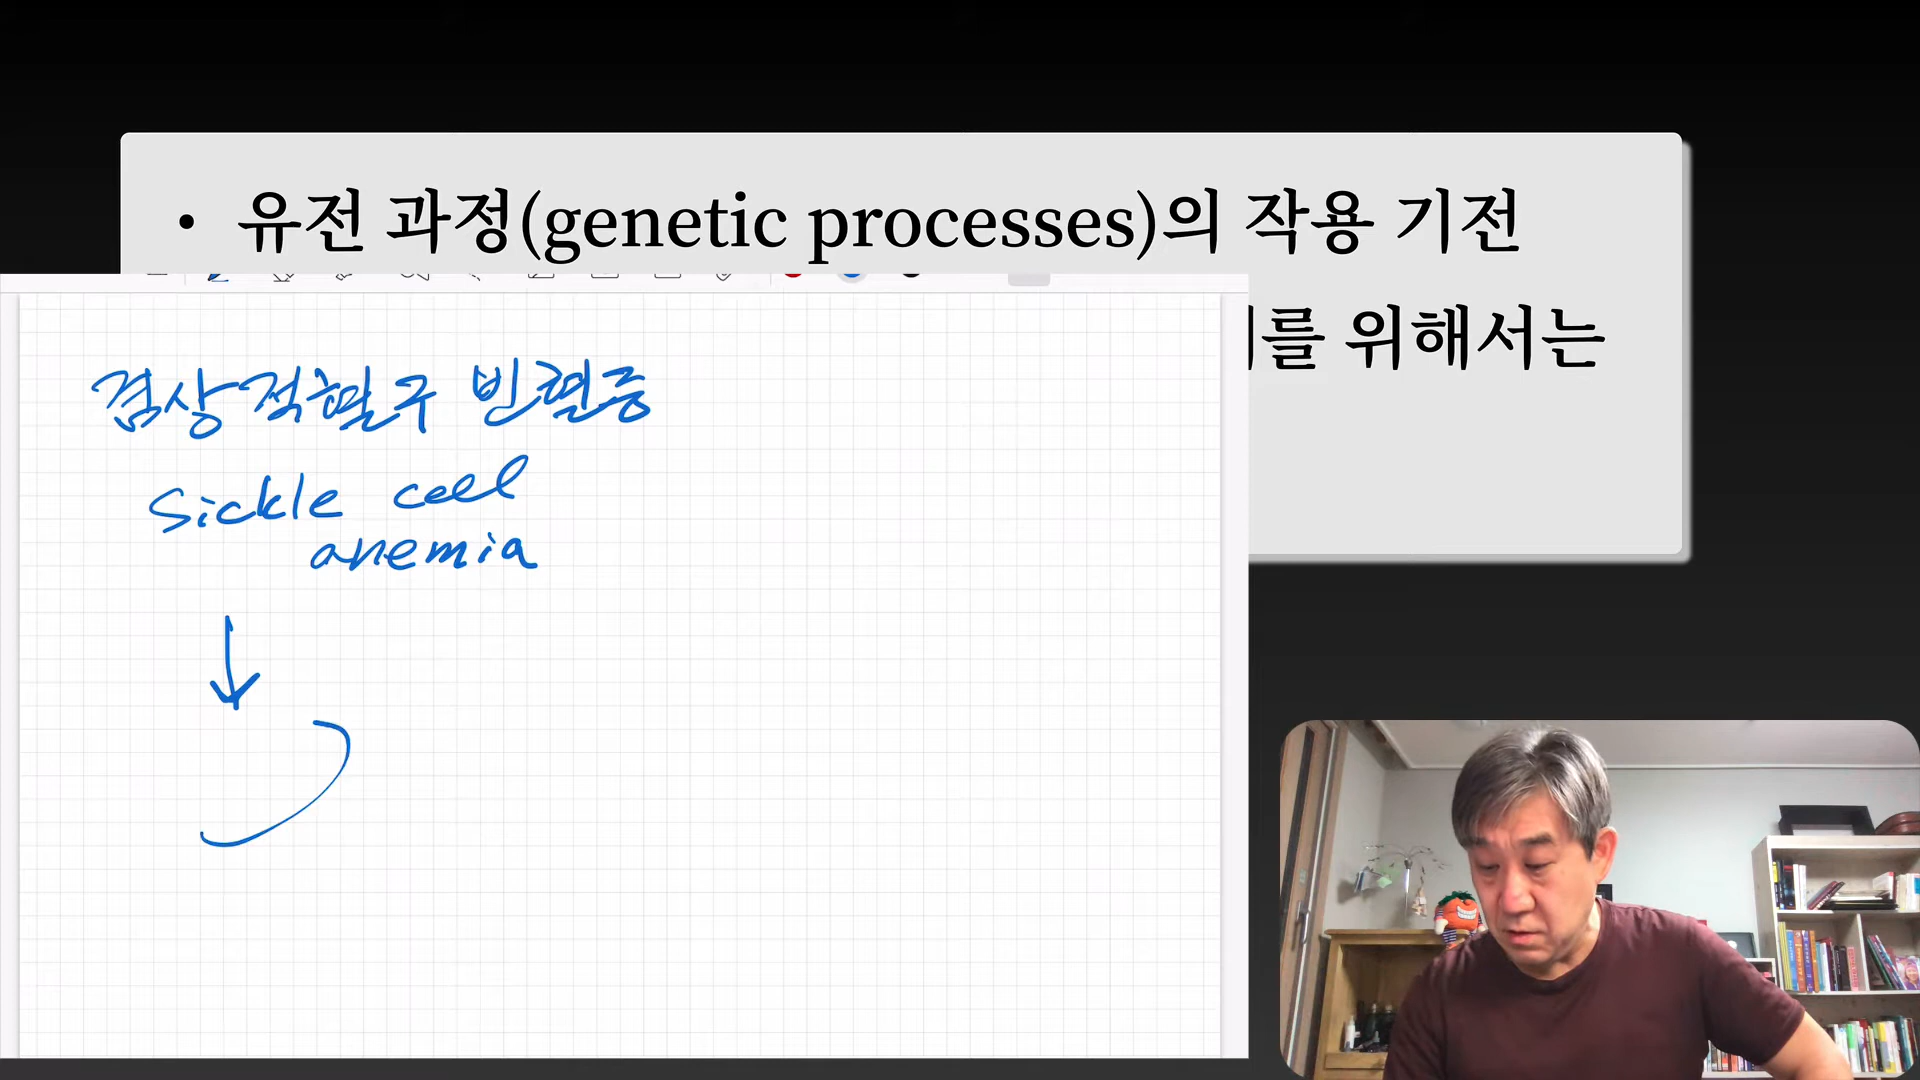 • 유전 과정(genetic processes)의 작용 기전
를 위해서는
겸상 적혈구 빈혈증
Sickle cell
anemia